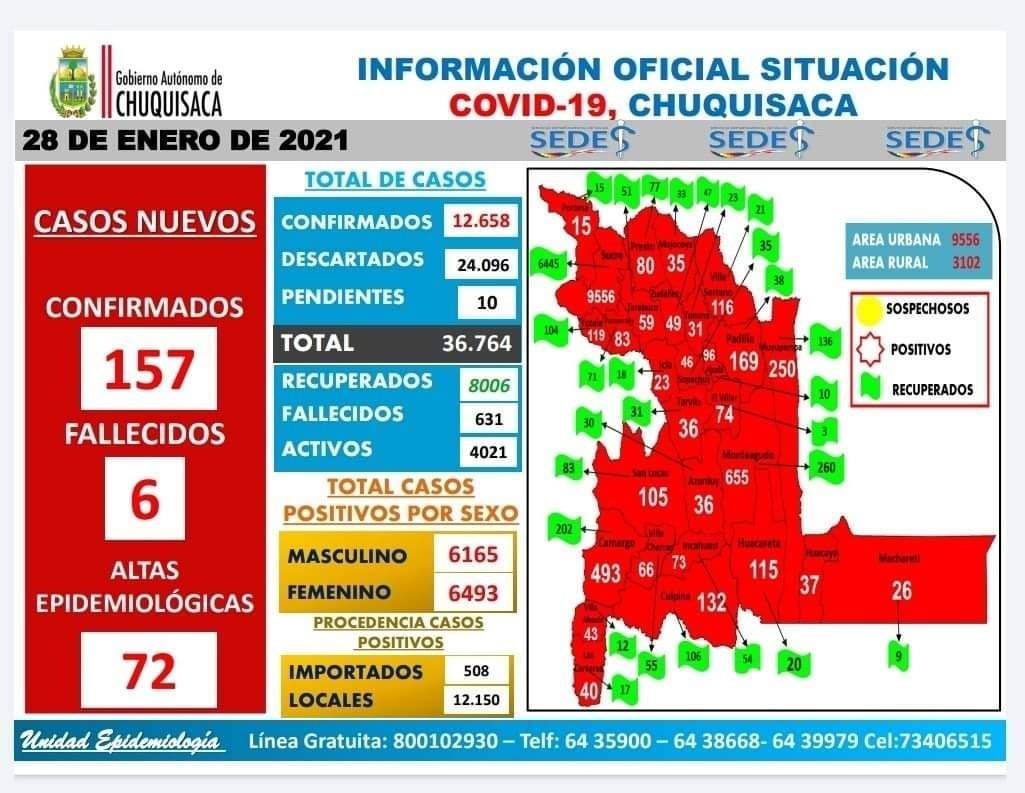 Gobierno Autónomo de
CHUQUISACA
INFORMACIÓN OFICIAL SITUACIÓN
COVID-19, CHUQUISACA
28 DE ENERO DE 2021
SEDES
SEDES
SEDES
CASOS NUEVOS
CONFIRMADOS
157
FALLECIDOS
6
ALTAS
EPIDEMIOLÓGICAS
72
TOTAL DE CASOS
CONFIRMADOS 12.658
DESCARTADOS 24.096
PENDIENTES 10
TOTAL 36.764
RECUPERADOS 8006
FALLECIDOS 631
ACTIVOS 4021
TOTAL CASOS
POSITIVOS POR SEXO
MASCULINO 6165
FEMENINO 6493
PROCEDENCIA CASOS
POSITIVOS
IMPORTADOS 508
LOCALES 12.150
AREA URBANA 9556
AREA RURAL 3102
SOSPECHOSOS
POSITIVOS
RECUPERADOS
15 51 77 33 47 23
21
35
38
6445
104
71 18
31
30
83
202
136
10
3
260
12
55
106
54
20
9
17
Poroma
15
Sucre
9556
Presto
80
Mojocoya
35
Villa
Serrano
116
Tarabuco
59
49
31
119
83
Icla
23
46
96
Padilla
169
Monteagudo
655
250
Tarvita
36
El Villar
74
San Lucas
105
Azurduy
36
Camargo
493
Villa
Charcas
66
Incahuasi
73
Culpina
132
Huacareta
115
Huacaya
37
Macharetí
26
Villa
43
Las
Carreras
40
Unidad Epidemiología
Línea Gratuita: 800102930 – Telf: 64 35900 – 64 38668- 64 39979 Cel:73406515